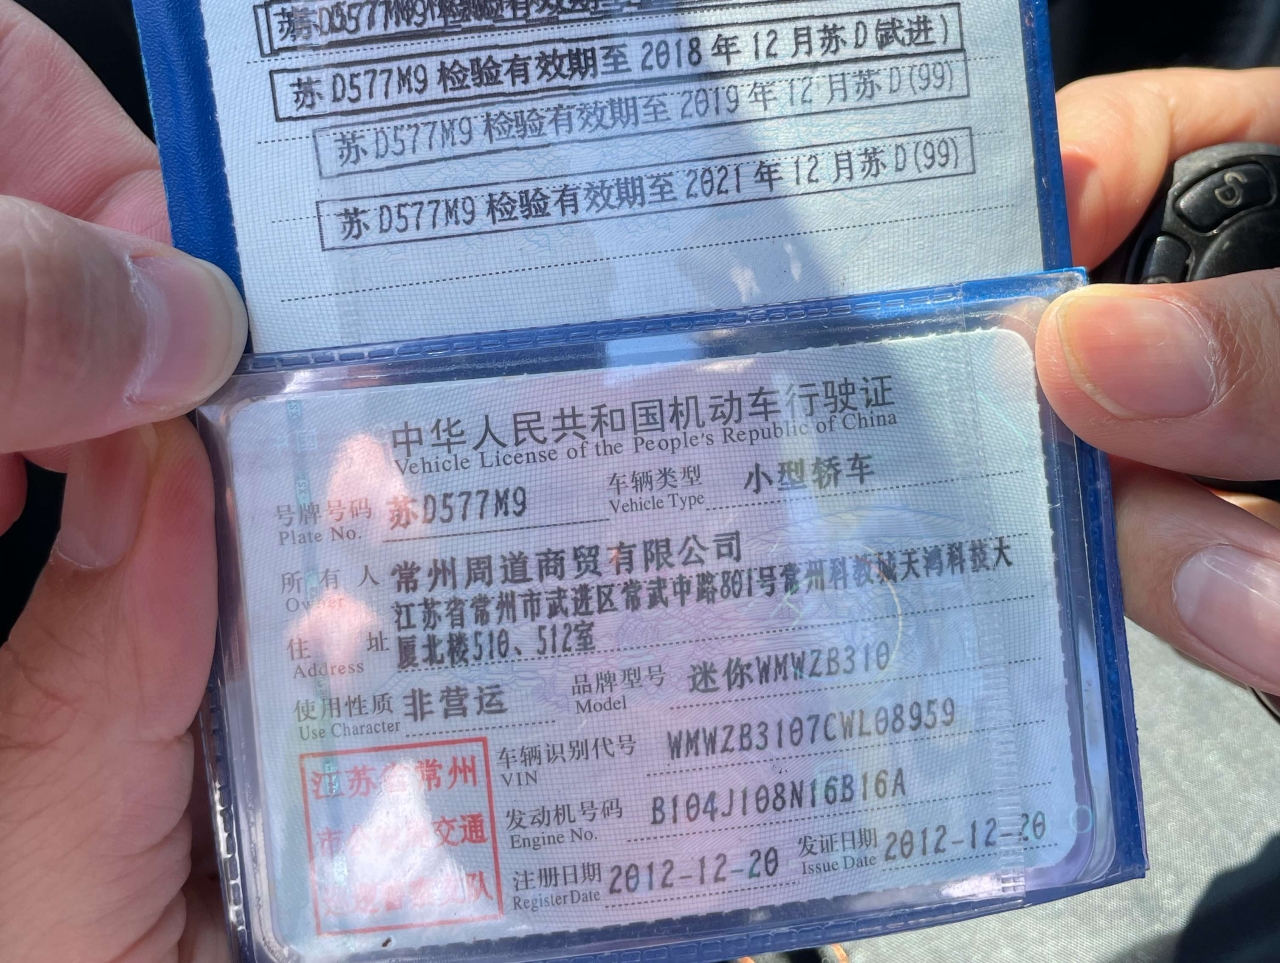 苏D577M9检验有效期
苏D577M9检验有效期至2018年12月苏D(武进)
苏D577M9检验有效期至2019年12月苏D(99)
苏D577M9检验有效期至2021年12月苏D(99)
中华人民共和国机动车行驶证
Vehicle License of the People's Republic of China
号牌号码 苏D577M9 车辆类型 小型轿车
Plate No. Vehicle Type
所有人 常州周道商贸有限公司
Owner
江苏省常州市武进区常武中路801号常州科教城天鸿科技大
住址 厦北楼510、512室
Address
使用性质 非营运 品牌型号 迷你WMWZB310
Use Character Model
车辆识别代号 WMWZB3107CWL08959
VIN
发动机号码 B104J108N16B16A
Engine No.
注册日期 2012-12-20 发证日期 2012-12-20
Register Date Issue Date
江苏省常州
市 交通
队